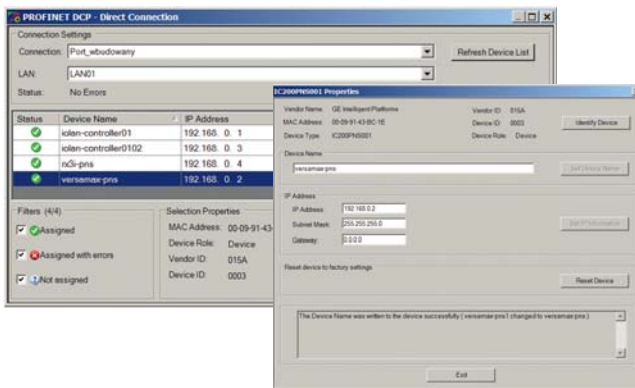 PROFINET DCP - Direct Connection
Connection Settings
Connection: Port_wbudowany
Refresh Device List
LAN: LAN01
Status: No Errors
Status Device Name IP Address
iolan-controller01 192.168. 0. 1
iolan-controller0102 192.168. 0. 3
rx3i-pns 192.168. 0. 4
versamax-pns 192.168. 0. 2
Filters (4/4)
Assigned
Assigned with errors
Not assigned
Selection Properties
MAC Address: 00-09-91-43-
Device Role: Device
Vendor ID: 015A
Device ID: 0003
IC200PNS001 Properties
Vendor Name: GE Intelligent Platforms Vendor ID: 015A
MAC Address: 00-09-91-43-BC-1E Device ID: 0003
Device Type: IC200PNS001 Device Role: Device
Identify Device
Device Name
versamax-pns
Set Device Name
IP Address
IP Address: 192.168.0.2
Subnet Mask: 255.255.255.0
Gateway: 0.0.0.0
Set IP Information
Reset device to factory settings
Reset Device
The Device Name was written to the device successfully ( versamax-pns1 changed to versamax-pns )
Exit